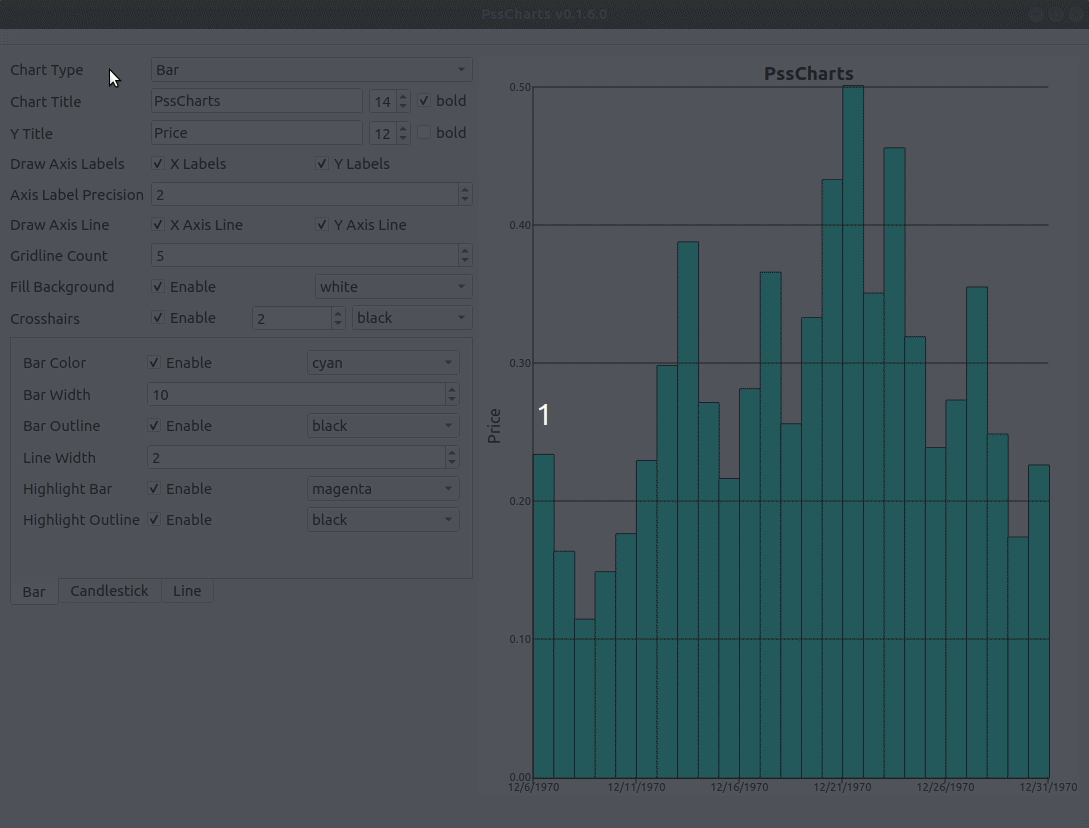 PssCharts v0.1.6.0
Chart Type Bar
Chart Title PssCharts 14 bold
Y Title Price 12 bold
Draw Axis Labels X Labels Y Labels
Axis Label Precision 2
Draw Axis Line X Axis Line Y Axis Line
Gridline Count 5
Fill Background Enable white
Crosshairs Enable 2 black
Bar Color Enable cyan
Bar Width 10
Bar Outline Enable black
Line Width 2
Highlight Bar Enable magenta
Highlight Outline Enable black
Bar Candlestick Line
PssCharts
0.50
0.40
0.30
1
Price
0.20
0.10
0.00
12/6/1970 12/11/1970 12/16/1970 12/21/1970 12/26/1970 12/31/1970